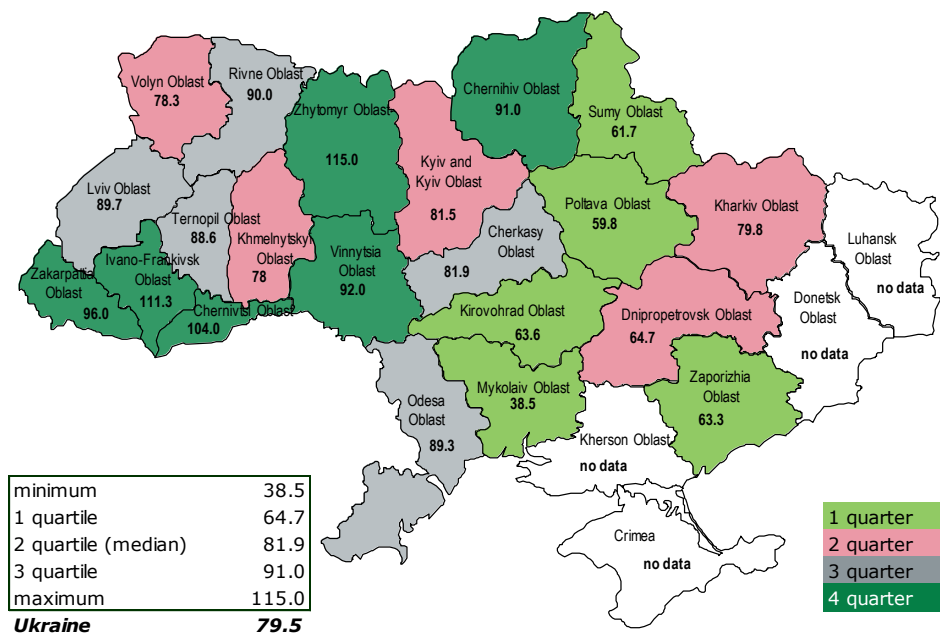 Volyn Oblast
78.3
Rivne Oblast
90.0
Zhytomyr Oblast
115.0
Chernihiv Oblast
91.0
Sumy Oblast
61.7
Kyiv and
Kyiv Oblast
81.5
Lviv Oblast
89.7
Ternopil Oblast
88.6
Khmelnytskyi
Oblast
78
Vinnytsia
Oblast
92.0
Cherkasy
Oblast
81.9
Poltava Oblast
59.8
Kharkiv Oblast
79.8
Luhansk
Oblast
no data
Zakarpattia
Oblast
96.0
Ivano-Frankivsk
Oblast
111.3
Chernivtsi Oblast
104.0
Kirovohrad Oblast
63.6
Dnipropetrovsk Oblast
64.7
Donetsk
Oblast
no data
Odesa
Oblast
89.3
Mykolaiv Oblast
38.5
Zaporizhia
Oblast
63.3
Kherson Oblast
no data
Crimea
no data
minimum 38.5
1 quartile 64.7
2 quartile (median) 81.9
3 quartile 91.0
maximum 115.0
Ukraine 79.5
1 quarter
2 quarter
3 quarter
4 quarter